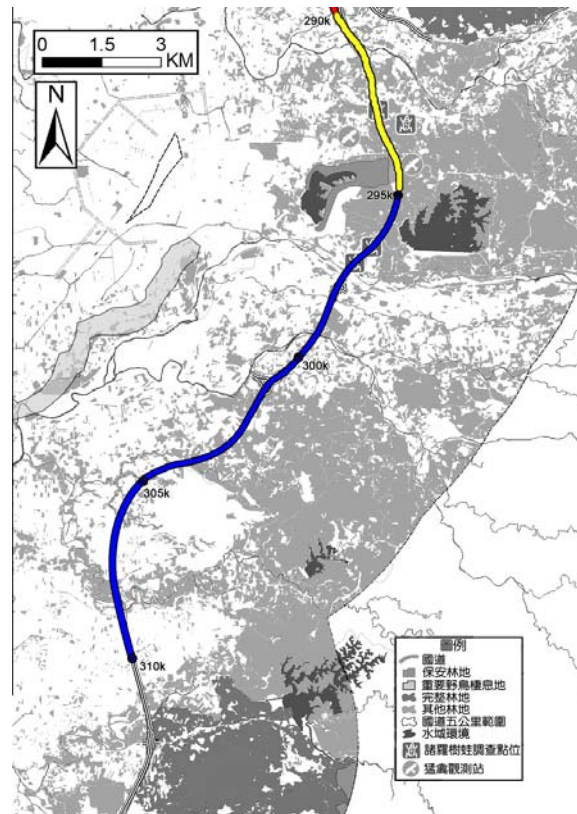 290k
0 1.5 3
KM
N
295k
300k
305k
310k
圖例
國道
保安林地
重要野鳥棲息地
完整林地
其他林地
國道五公里範圍
水域環境
諸羅樹蛙調查點位
猛禽觀測站